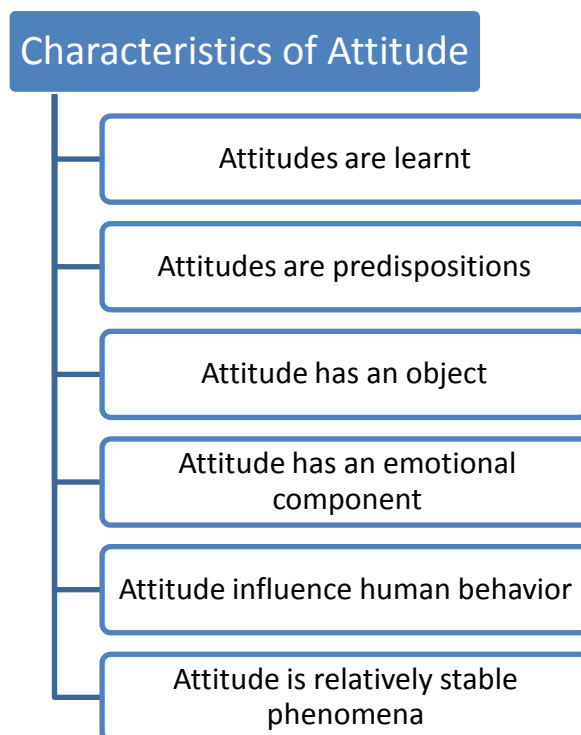 Characteristics of Attitude
Attitudes are learnt
Attitudes are predispositions
Attitude has an object
Attitude has an emotional
component
Attitude influence human behavior
Attitude is relatively stable
phenomena